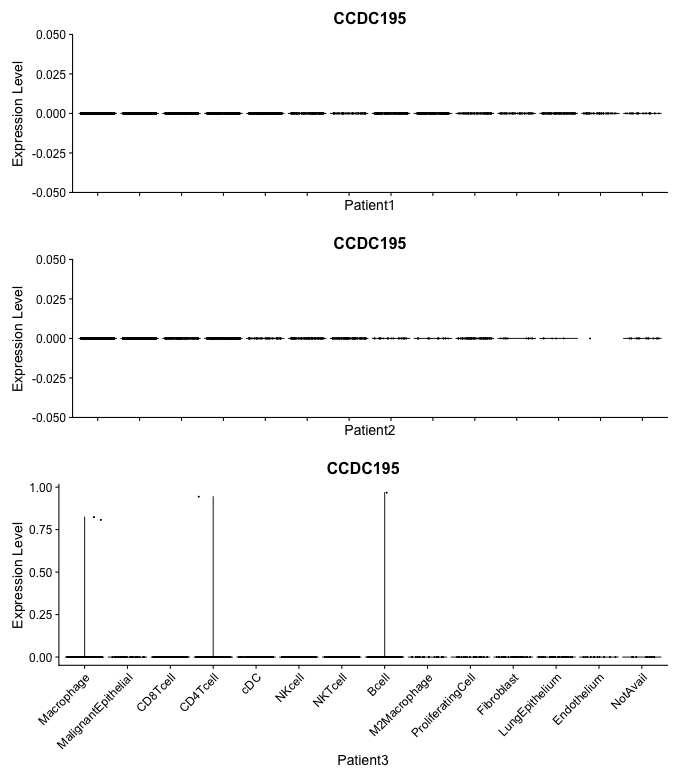 CCDC195
Expression Level
0.050
0.025
0.000
-0.025
-0.050
Patient1
CCDC195
Expression Level
0.050
0.025
0.000
-0.025
-0.050
Patient2
CCDC195
Expression Level
1.00
0.75
0.50
0.25
0.00
Macrophage
MalignantEpithelial
CD8Tcell
CD4Tcell
cDC
NKcell
NKTcell
Bcell
M2Macrophage
ProliferatingCell
Fibroblast
LungEpithelium
Endothelium
NotAvail
Patient3